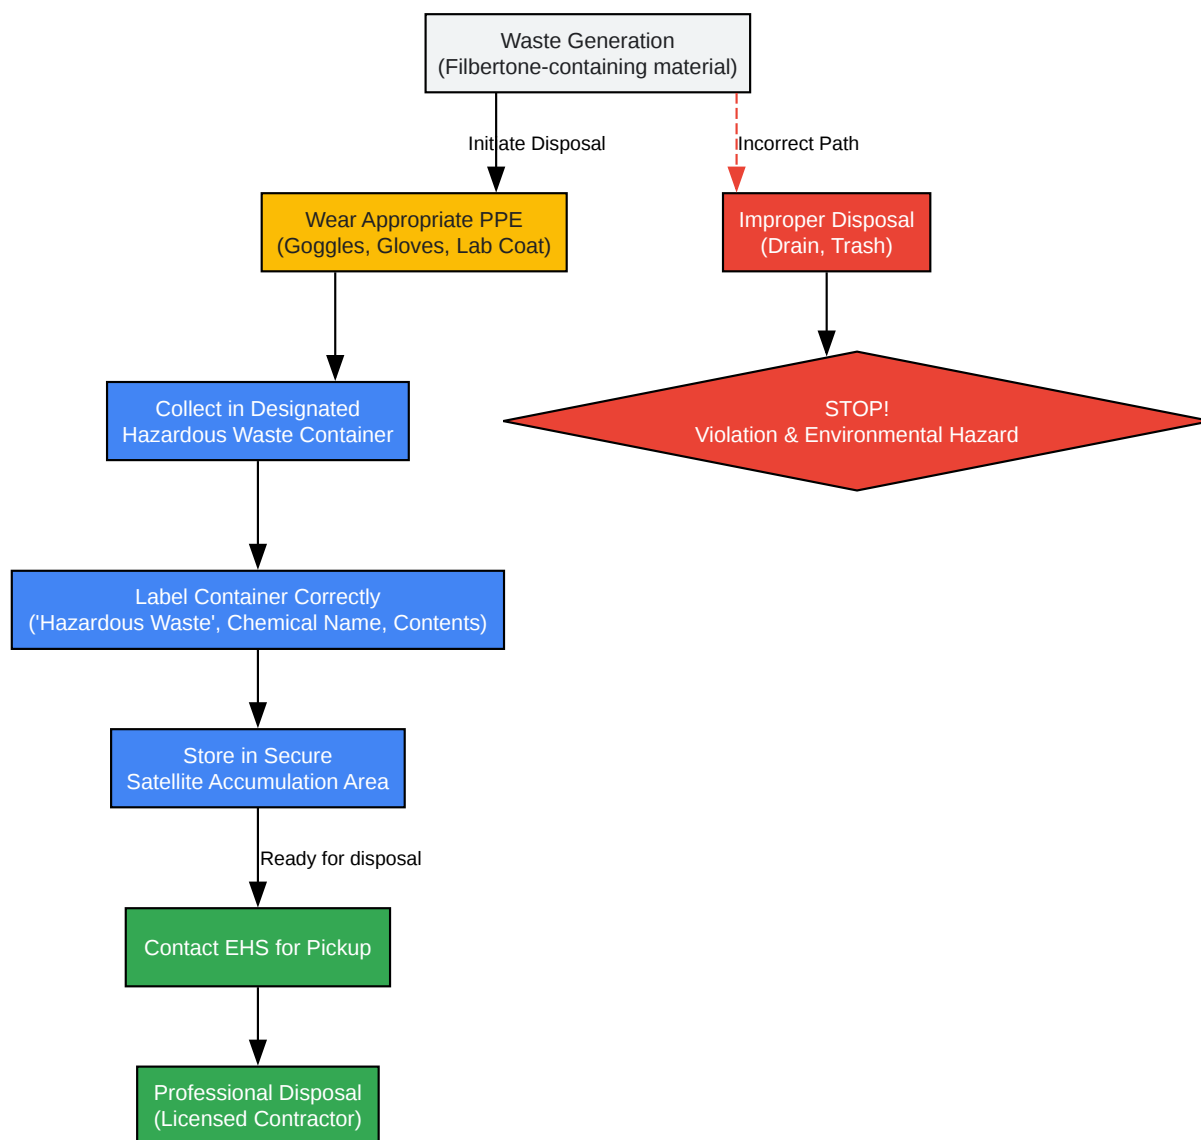 Waste Generation
(Filbertone-containing material)
Initiate Disposal
Incorrect Path
Wear Appropriate PPE
(Goggles, Gloves, Lab Coat)
Improper Disposal
(Drain, Trash)
Collect in Designated
Hazardous Waste Container
STOP!
Violation & Environmental Hazard
Label Container Correctly
('Hazardous Waste', Chemical Name, Contents)
Store in Secure
Satellite Accumulation Area
Ready for disposal
Contact EHS for Pickup
Professional Disposal
(Licensed Contractor)